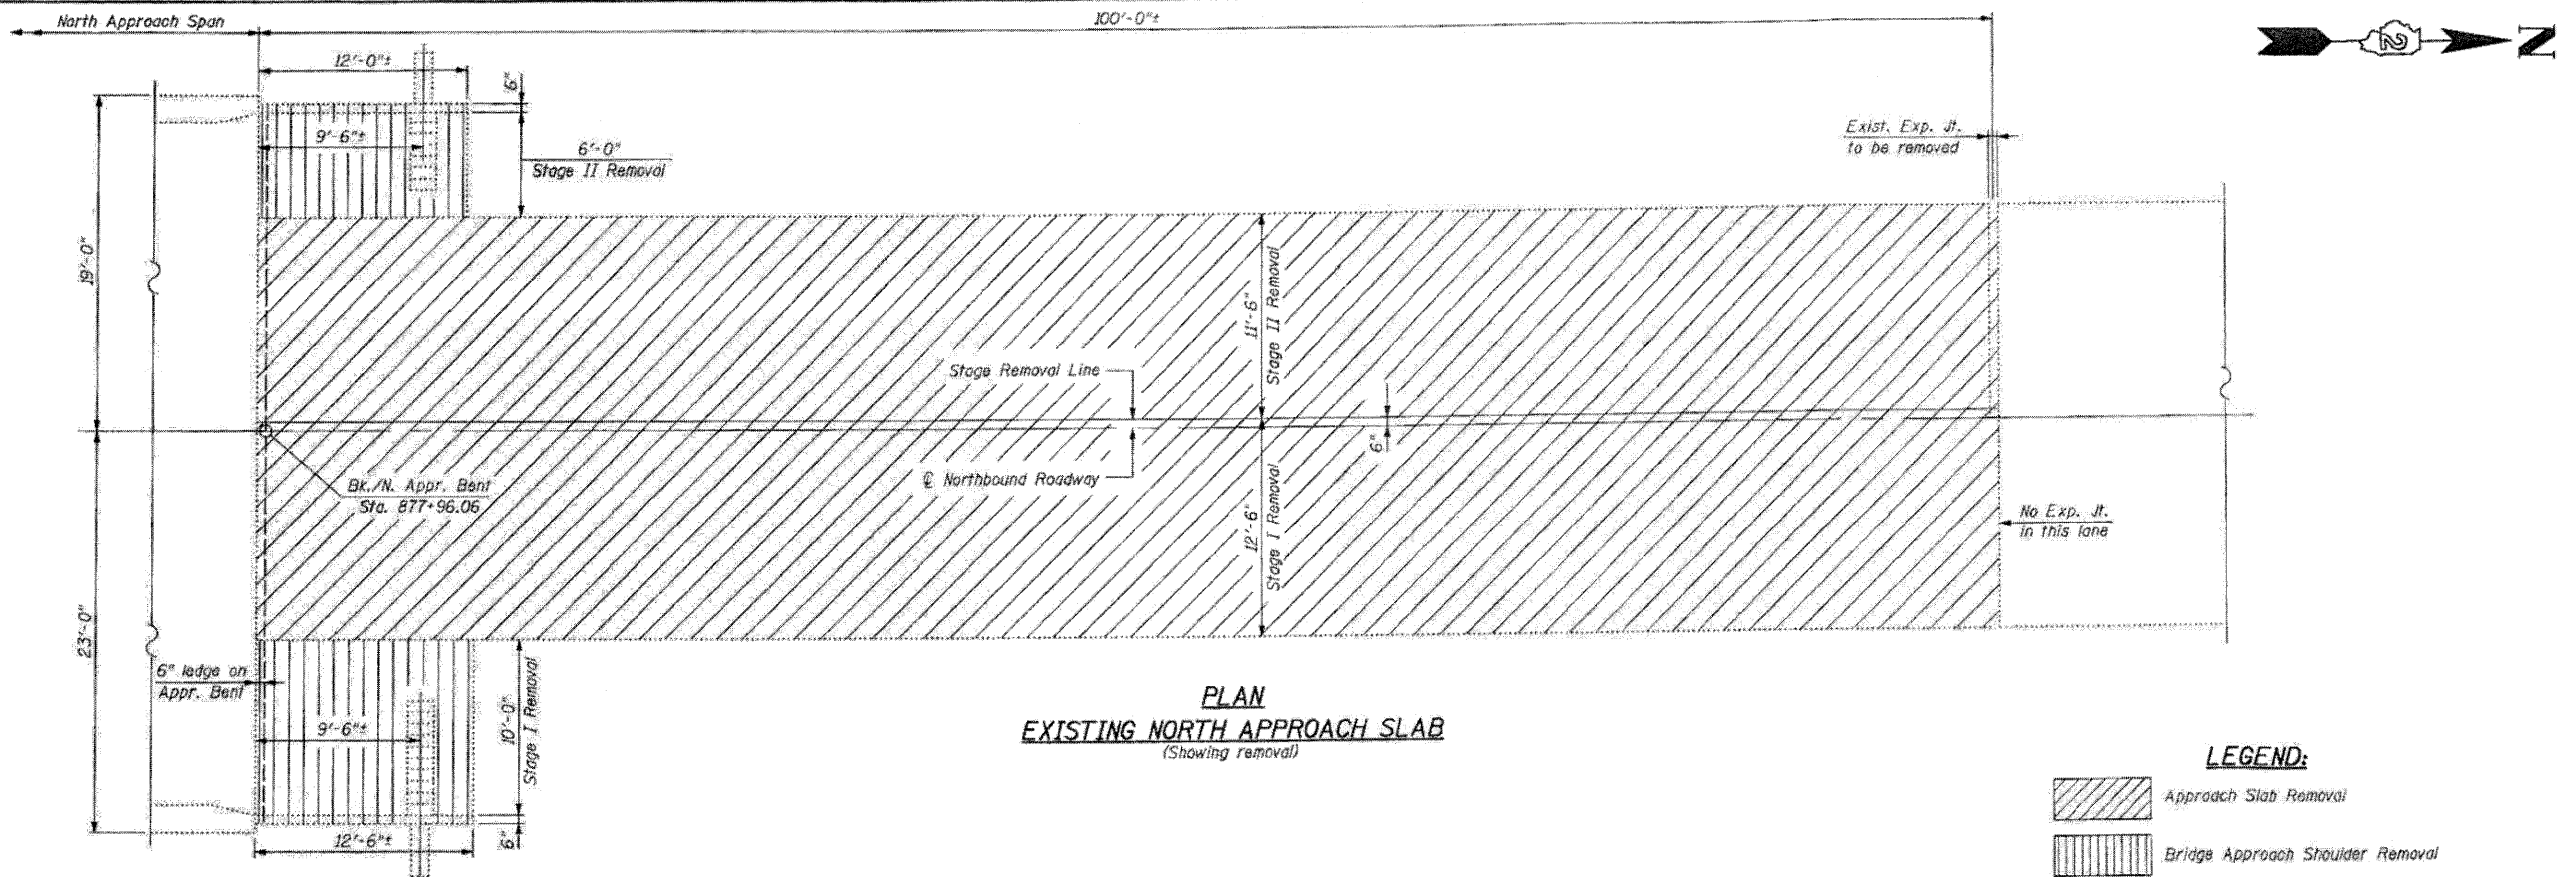 North Approach Span
100'-0"±
12'-0"±
6"
9'-6"±
6'-0"
Stage II Removal
19'-0"
Exist. Exp. Jt.
to be removed
2
N
11'-6"
Stage II Removal
Stage Removal Line
6"
℄ Northbound Roadway
Bk./N. Appr. Bent
Sta. 877+96.06
12'-6"
Stage I Removal
No Exp. Jt.
in this lane
23'-0"
6" ledge on
Appr. Bent
9'-6"±
10'-0"
Stage I Removal
12'-6"±
6"
PLAN
EXISTING NORTH APPROACH SLAB
(Showing removal)
LEGEND:
Approach Slab Removal
Bridge Approach Shoulder Removal